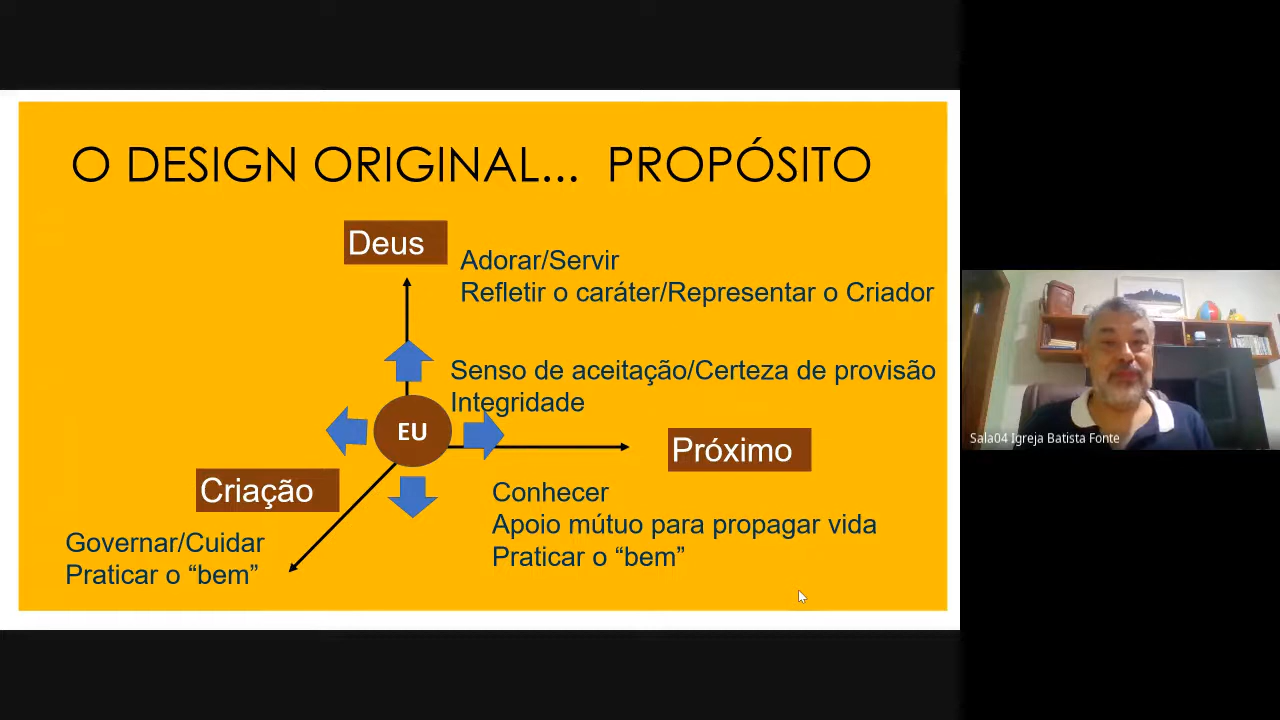 O DESIGN ORIGINAL... PROPÓSITO
Deus
Adorar/Servir
Refletir o caráter/Representar o Criador
Senso de aceitação/Certeza de provisão
Integridade
EU
Próximo
Criação
Conhecer
Apoio mútuo para propagar vida
Praticar o “bem”
Governar/Cuidar
Praticar o “bem”
Sala04 Igreja Batista Fonte